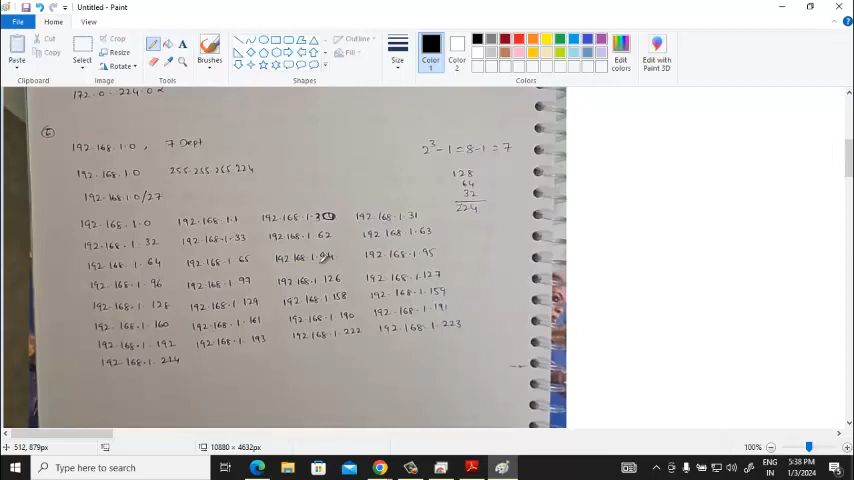 Untitled - Paint
File
Home
View
Paste
Cut
Copy
Clipboard
Select
Crop
Resize
Rotate
Image
Tools
Brushes
Outline
Fill
Shapes
Size
Color 1
Color 2
Colors
Edit colors
Edit with Paint 3D
172.0.224.0
6
192.168.1.0, 7 Dept
2³-1=8-1=7
192.168.1.0 255.255.255.224
128
64
32
224
192.168.1.0/27
192.168.1.0 192.168.1.1 192.168.1.30 192.168.1.31
192.168.1.32 192.168.1.33 192.168.1.62 192.168.1.63
192.168.1.64 192.168.1.65 192.168.1.94 192.168.1.95
192.168.1.96 192.168.1.97 192.168.1.126 192.168.1.127
192.168.1.128 192.168.1.129 192.168.1.158 192.168.1.159
192.168.1.160 192.168.1.161 192.168.1.190 192.168.1.191
192.168.1.192 192.168.1.193 192.168.1.222 192.168.1.223
192.168.1.224
512, 879px
10880 × 4632px
100%
Type here to search
ENG
IN
5:38 PM
1/3/2024